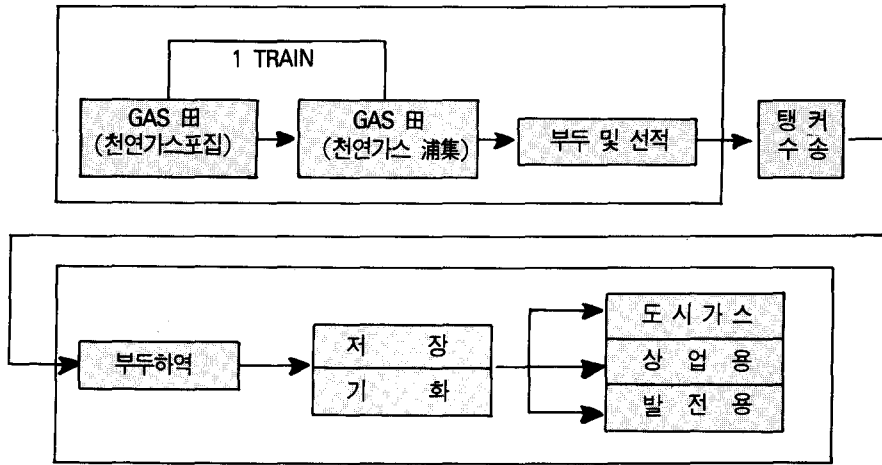 1 TRAIN
GAS 田
(천연가스포집)
GAS 田
(천연가스 浦集)
부두 및 선적
탱 커
수 송
부두하역
저 장
기 화
도 시 가 스
상 업 용
발 전 용